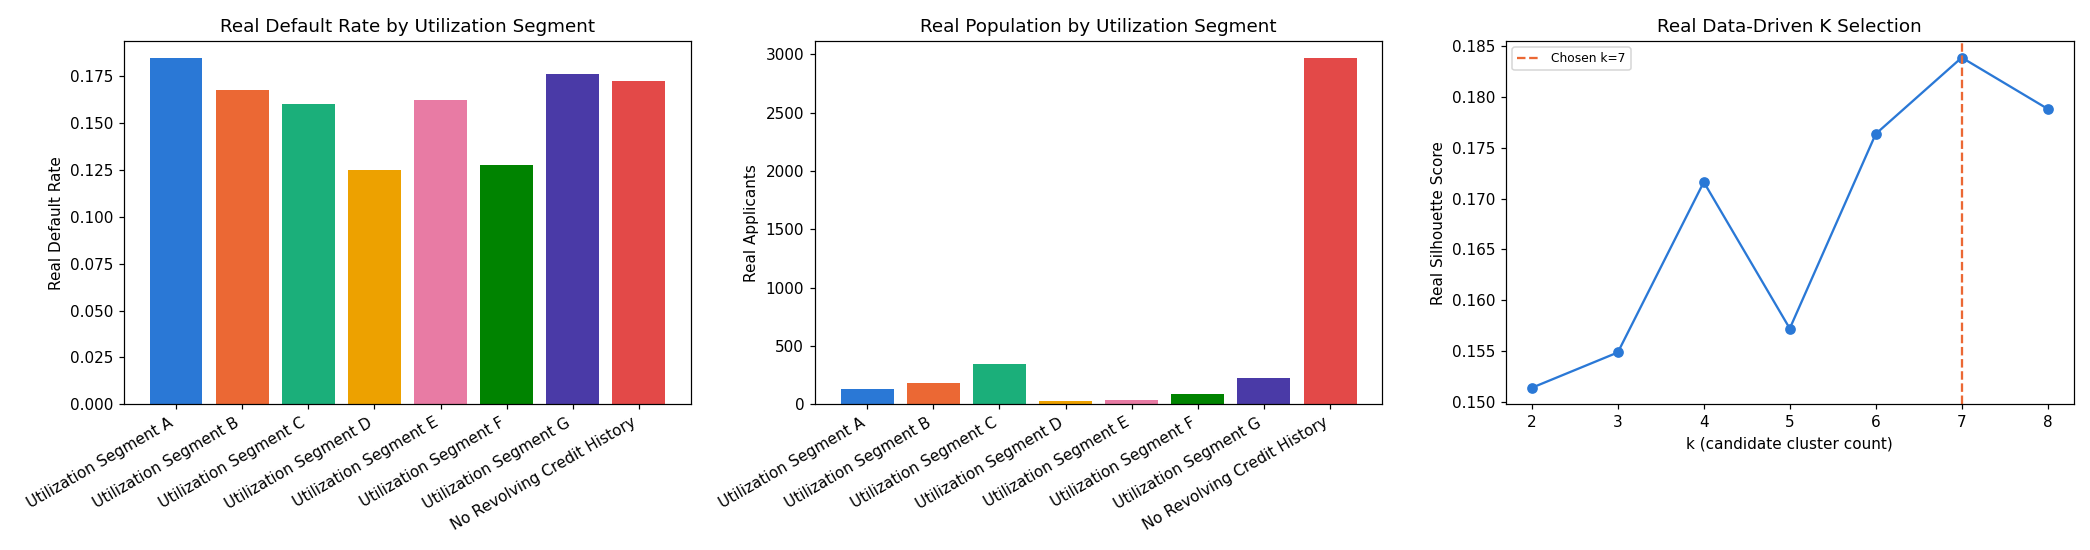 Real Default Rate by Utilization Segment
Real Default Rate
0.175
0.150
0.125
0.100
0.075
0.050
0.025
0.000
Utilization Segment A
Utilization Segment B
Utilization Segment C
Utilization Segment D
Utilization Segment E
Utilization Segment F
Utilization Segment G
No Revolving Credit History
Real Population by Utilization Segment
Real Applicants
3000
2500
2000
1500
1000
500
0
Utilization Segment A
Utilization Segment B
Utilization Segment C
Utilization Segment D
Utilization Segment E
Utilization Segment F
Utilization Segment G
No Revolving Credit History
Real Data-Driven K Selection
Chosen k=7
Real Silhouette Score
0.185
0.180
0.175
0.170
0.165
0.160
0.155
0.150
2 3 4 5 6 7 8
k (candidate cluster count)